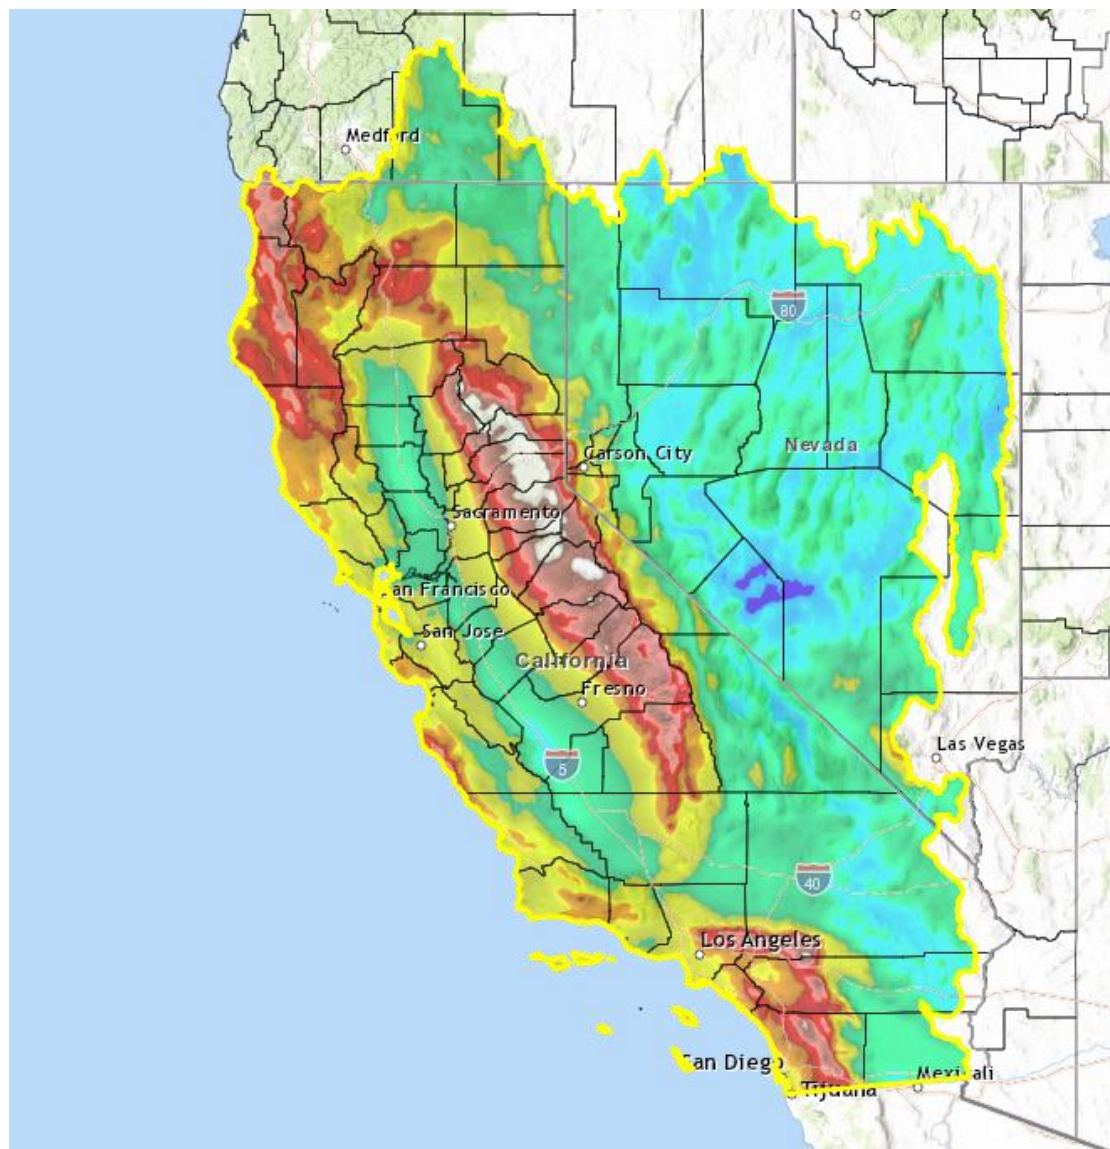 Medford
80
Nevada
Carson City
Sacramento
an Francisco
San Jose
California
Fresno
Las Vegas
5
40
Los Angeles
San Diego
Mexicali
Tijuana